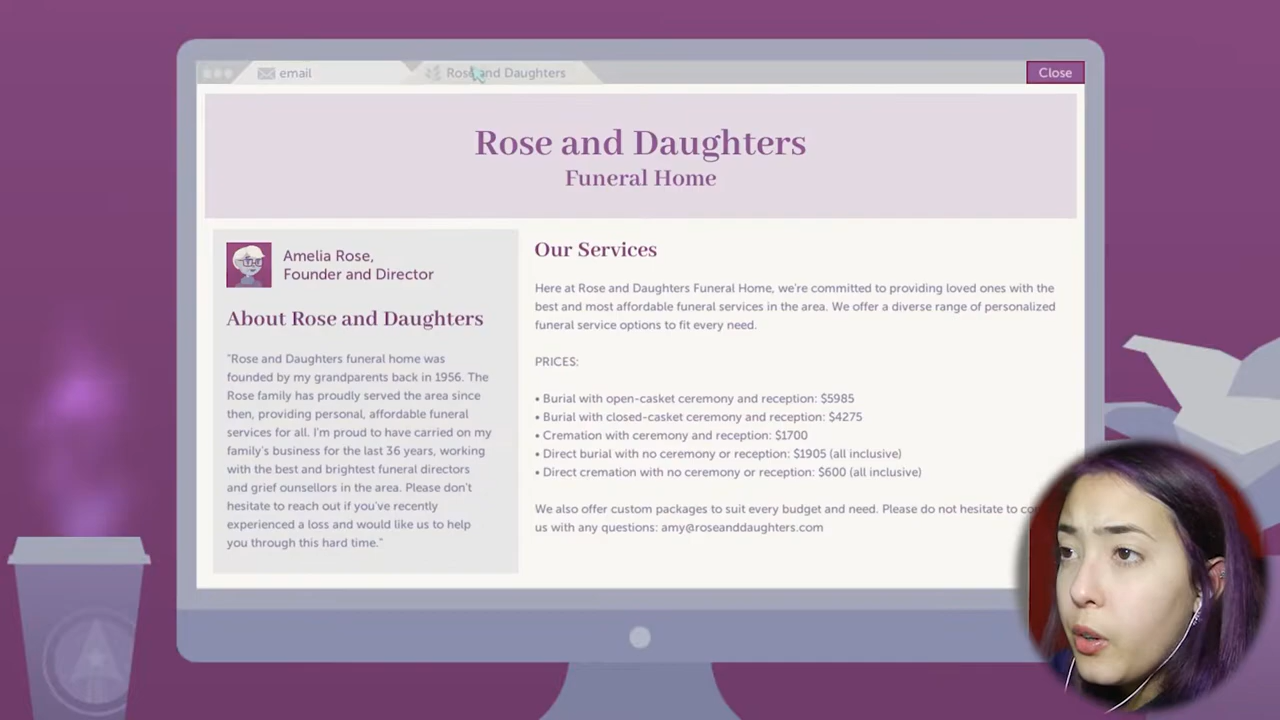 email
Rose and Daughters
Close
Rose and Daughters
Funeral Home
Amelia Rose,
Founder and Director
About Rose and Daughters
"Rose and Daughters funeral home was
founded by my grandparents back in 1956. The
Rose family has proudly served the area since
then, providing personal, affordable funeral
services for all. I'm proud to have carried on my
family's business for the last 36 years, working
with the best and brightest funeral directors
and grief ounsellors in the area. Please don't
hesitate to reach out if you've recently
experienced a loss and would like us to help
you through this hard time."
Our Services
Here at Rose and Daughters Funeral Home, we're committed to providing loved ones with the
best and most affordable funeral services in the area. We offer a diverse range of personalized
funeral service options to fit every need.
PRICES:
• Burial with open-casket ceremony and reception: $5985
• Burial with closed-casket ceremony and reception: $4275
• Cremation with ceremony and reception: $1700
• Direct burial with no ceremony or reception: $1905 (all inclusive)
• Direct cremation with no ceremony or reception: $600 (all inclusive)
We also offer custom packages to suit every budget and need. Please do not hesitate to
us with any questions: amy@roseanddaughters.com